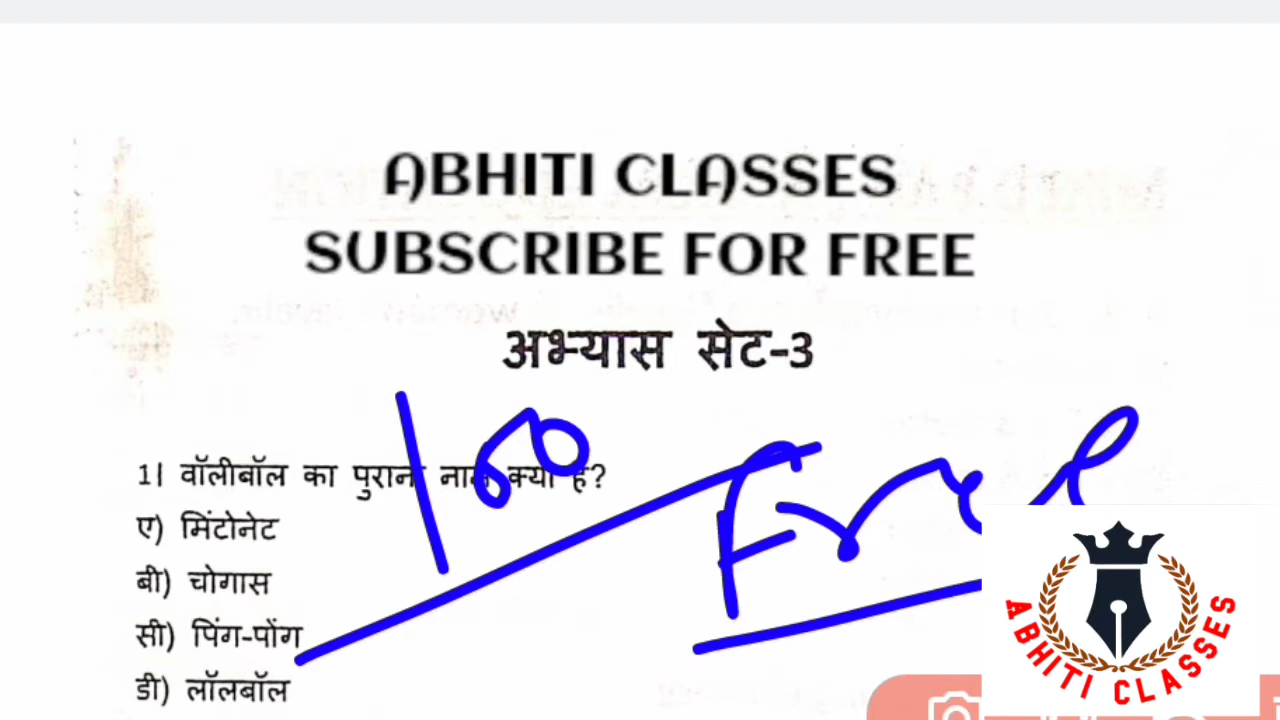 ABHITI CLASSES
SUBSCRIBE FOR FREE
अभ्यास सेट-3
1। वॉलीबॉल का पुराना नाम क्या है?
100
Free
ए) मिंटोनेट
बी) चोगास
सी) पिंग-पोंग
डी) लॉलबॉल
ABHITI CLASSES